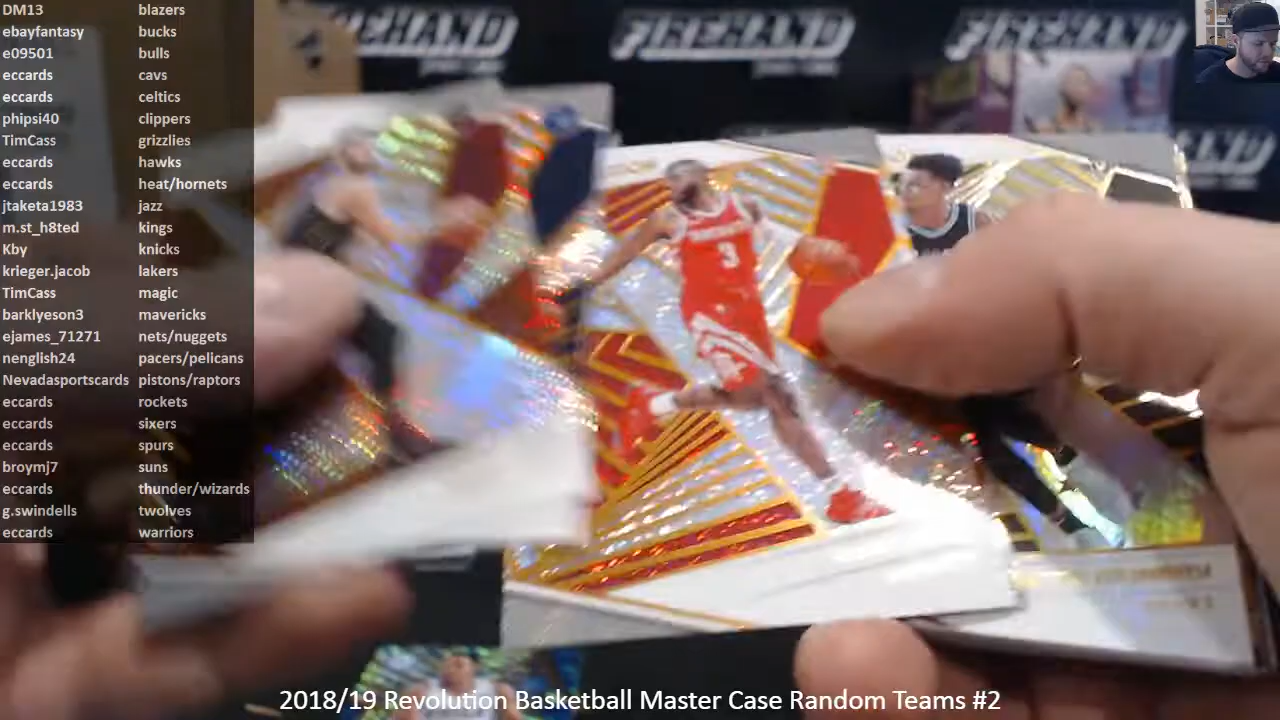 FIREHAND
FIREHAND
FIREHAND
DM13 blazers
ebayfantasy bucks
e09501 bulls
eccards cavs
eccards celtics
phipsi40 clippers
TimCass grizzlies
eccards hawks
eccards heat/hornets
jtaketa1983 jazz
m.st_h8ted kings
Kby knicks
krieger.jacob lakers
TimCass magic
barklyeson3 mavericks
ejames_71271 nets/nuggets
nenglish24 pacers/pelicans
Nevadasportscards pistons/raptors
eccards rockets
eccards sixers
eccards spurs
broymj7 suns
eccards thunder/wizards
g.swindells twolves
eccards warriors
3
2018/19 Revolution Basketball Master Case Random Teams #2